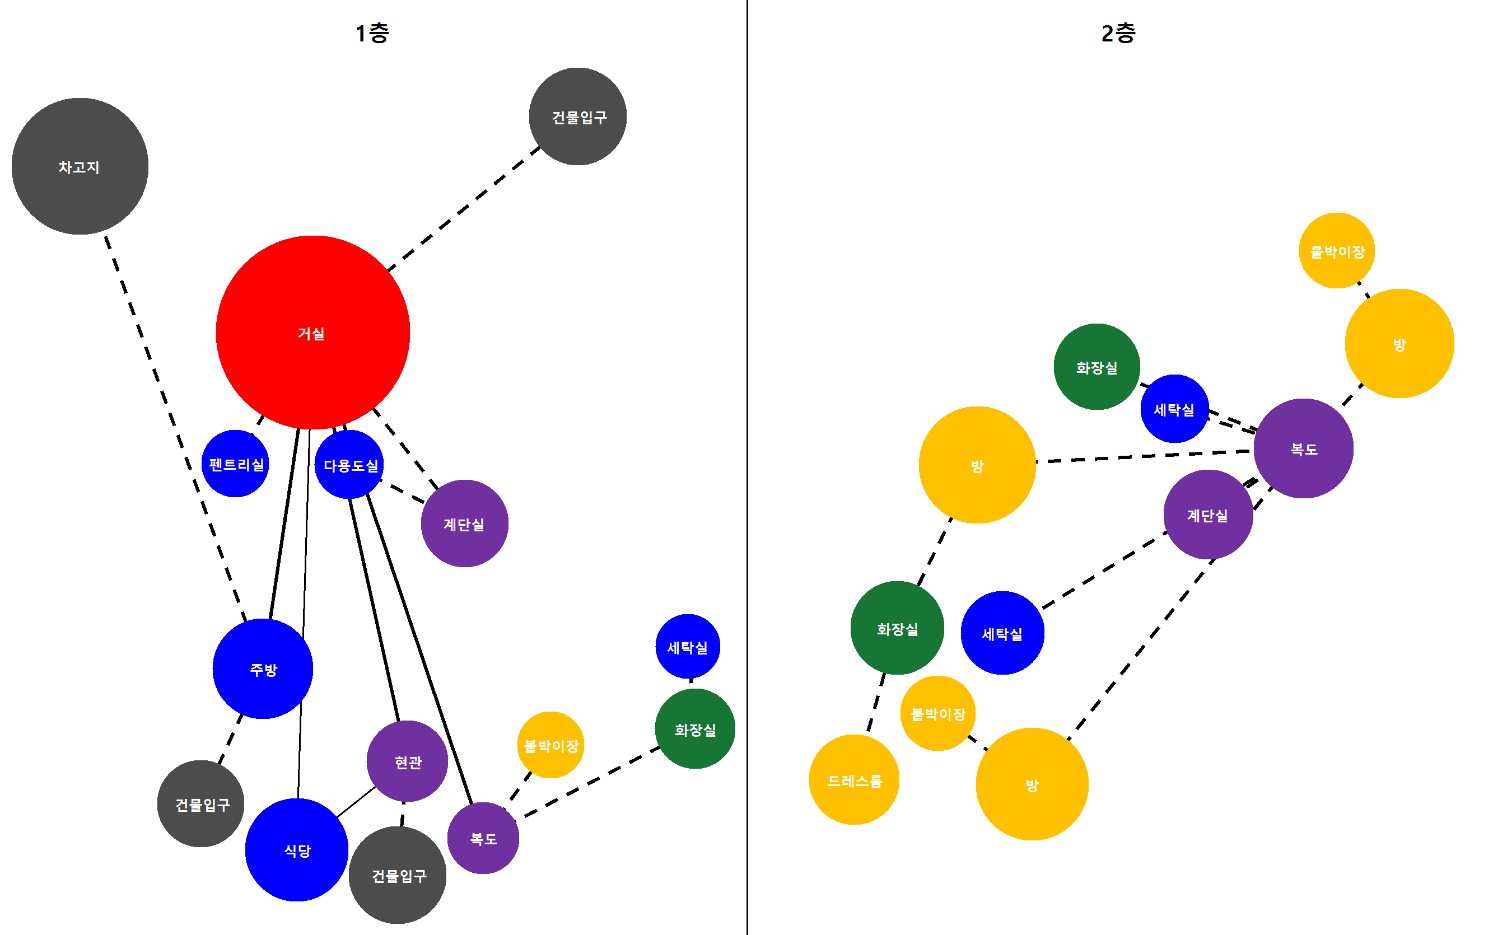 1층
건물입구
차고지
거실
펜트리실
다용도실
계단실
세탁실
주방
화장실
붙박이장
현관
건물입구
복도
식당
건물입구
2층
붙박이장
방
화장실
세탁실
복도
방
계단실
화장실
세탁실
붙박이장
드레스룸
방